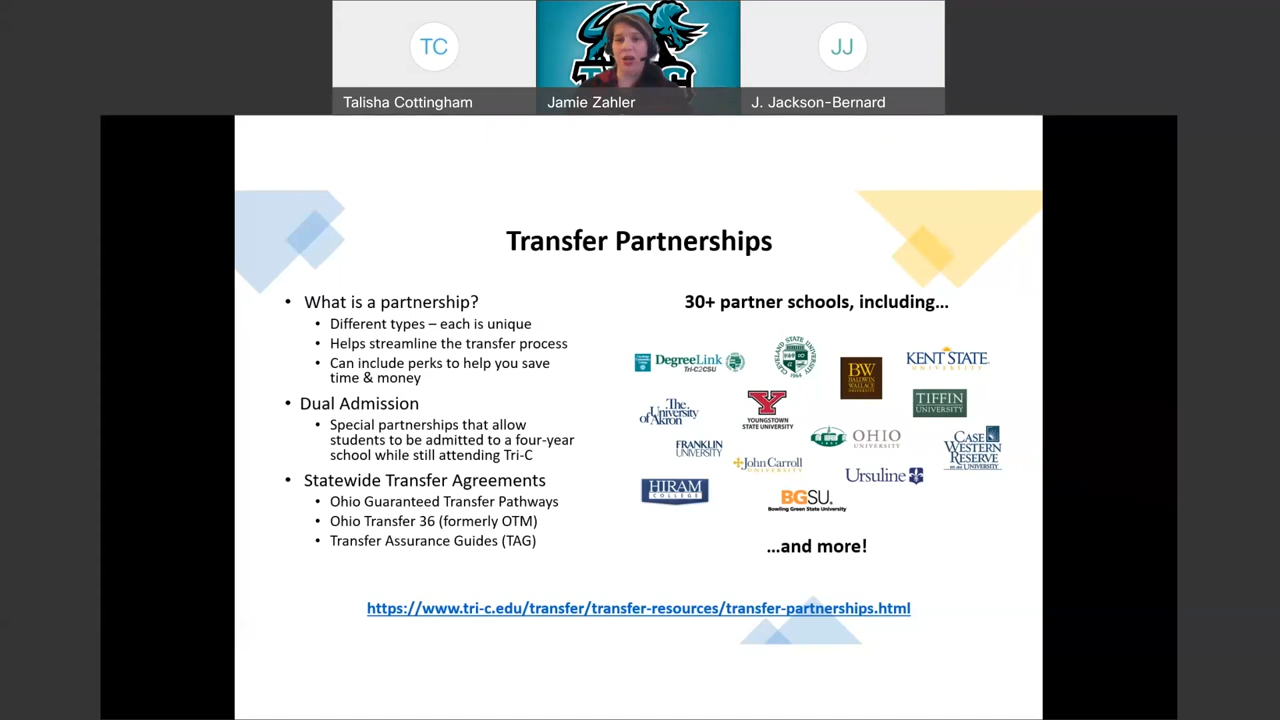 TC
JJ
Talisha Cottingham
Jamie Zahler
J. Jackson-Bernard
Transfer Partnerships
• What is a partnership?
• Different types – each is unique
• Helps streamline the transfer process
• Can include perks to help you save
time & money
• Dual Admission
• Special partnerships that allow
students to be admitted to a four-year
school while still attending Tri-C
• Statewide Transfer Agreements
• Ohio Guaranteed Transfer Pathways
• Ohio Transfer 36 (formerly OTM)
• Transfer Assurance Guides (TAG)
30+ partner schools, including…
DegreeLink
Tri-C2CSU
CLEVELAND STATE UNIVERSITY
1964
BW
BALDWIN
WALLACE
UNIVERSITY
KENT STATE
UNIVERSITY
The
University
of Akron
Y
YOUNGSTOWN
STATE UNIVERSITY
TIFFIN
UNIVERSITY
FRANKLIN
UNIVERSITY
OHIO
UNIVERSITY
CASE
WESTERN
RESERVE
UNIVERSITY
John Carroll
UNIVERSITY
Ursuline
HIRAM
COLLEGE
BGSU.
Bowling Green State University
…and more!
https://www.tri-c.edu/transfer/transfer-resources/transfer-partnerships.html